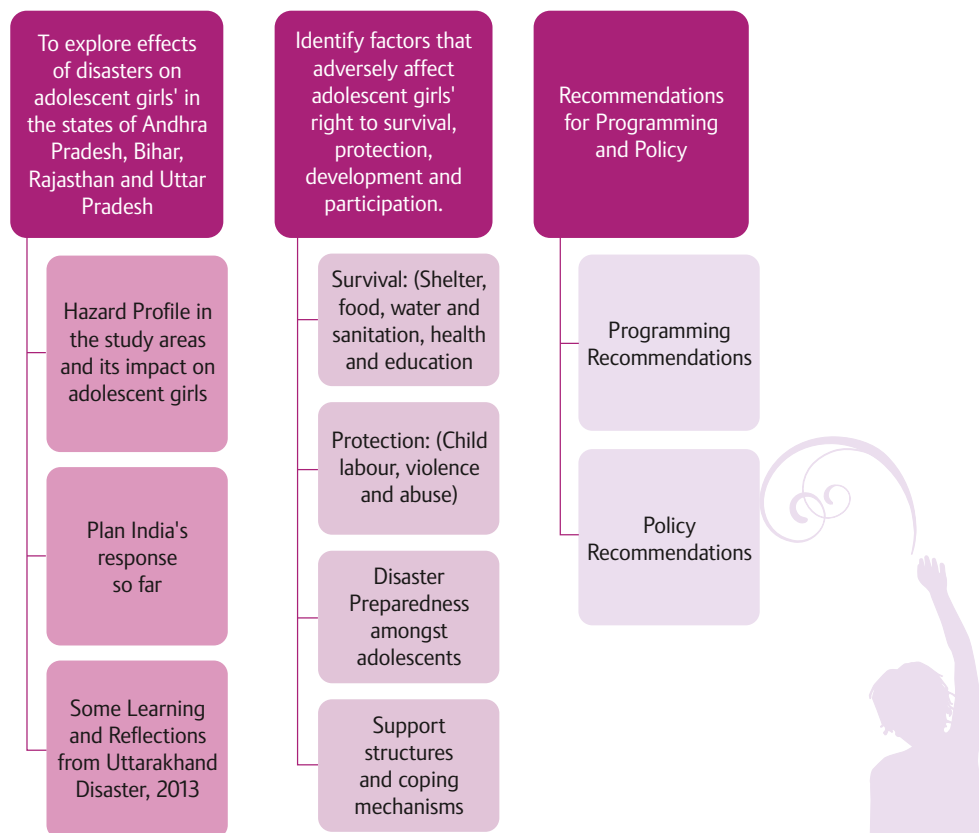 To explore effects
of disasters on
adolescent girls' in
the states of Andhra
Pradesh, Bihar,
Rajasthan and Uttar
Pradesh
Hazard Profile in
the study areas
and its impact on
adolescent girls
Plan India's
response
so far
Some Learning
and Reflections
from Uttarakhand
Disaster, 2013
Identify factors that
adversely affect
adolescent girls'
right to survival,
protection,
development and
participation.
Survival: (Shelter,
food, water and
sanitation, health
and education
Protection: (Child
labour, violence
and abuse)
Disaster
Preparedness
amongst
adolescents
Support
structures
and coping
mechanisms
Recommendations
for Programming
and Policy
Programming
Recommendations
Policy
Recommendations